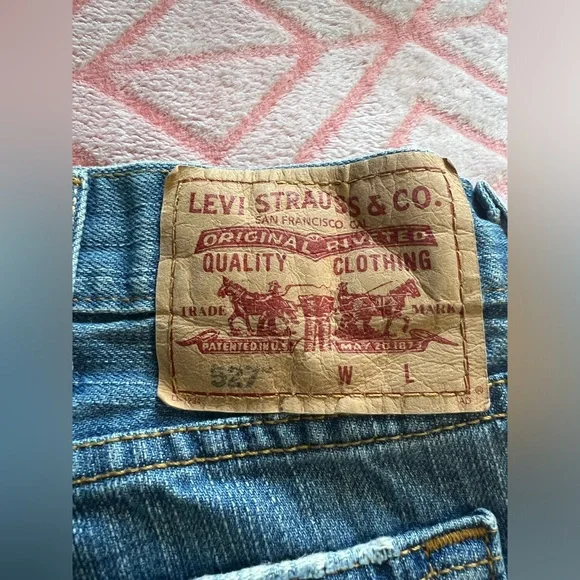 LEVI STRAUSS & CO.
SAN FRANCISCO
ORIGINAL RIVETED
QUALITY CLOTHING
TRADE MARK
PATENTED IN U.S. MAY 20 1873
527 W L
®